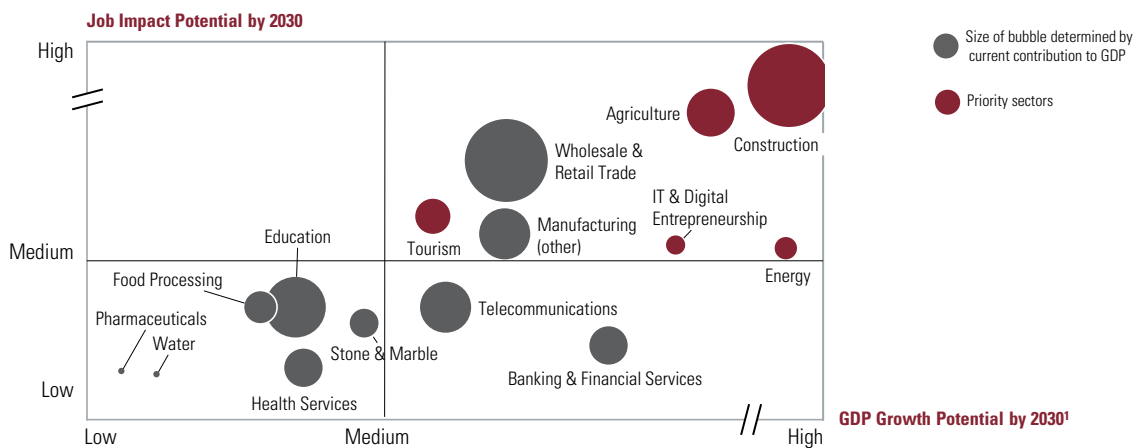 Job Impact Potential by 2030
High
Size of bubble determined by
current contribution to GDP
Priority sectors
Agriculture
Construction
Wholesale &
Retail Trade
IT & Digital
Entrepreneurship
Manufacturing
(other)
Tourism
Education
Medium
Energy
Food Processing
Pharmaceuticals
Water
Telecommunications
Stone & Marble
Banking & Financial Services
Health Services
Low
GDP Growth Potential by 2030¹
Low
Medium
High